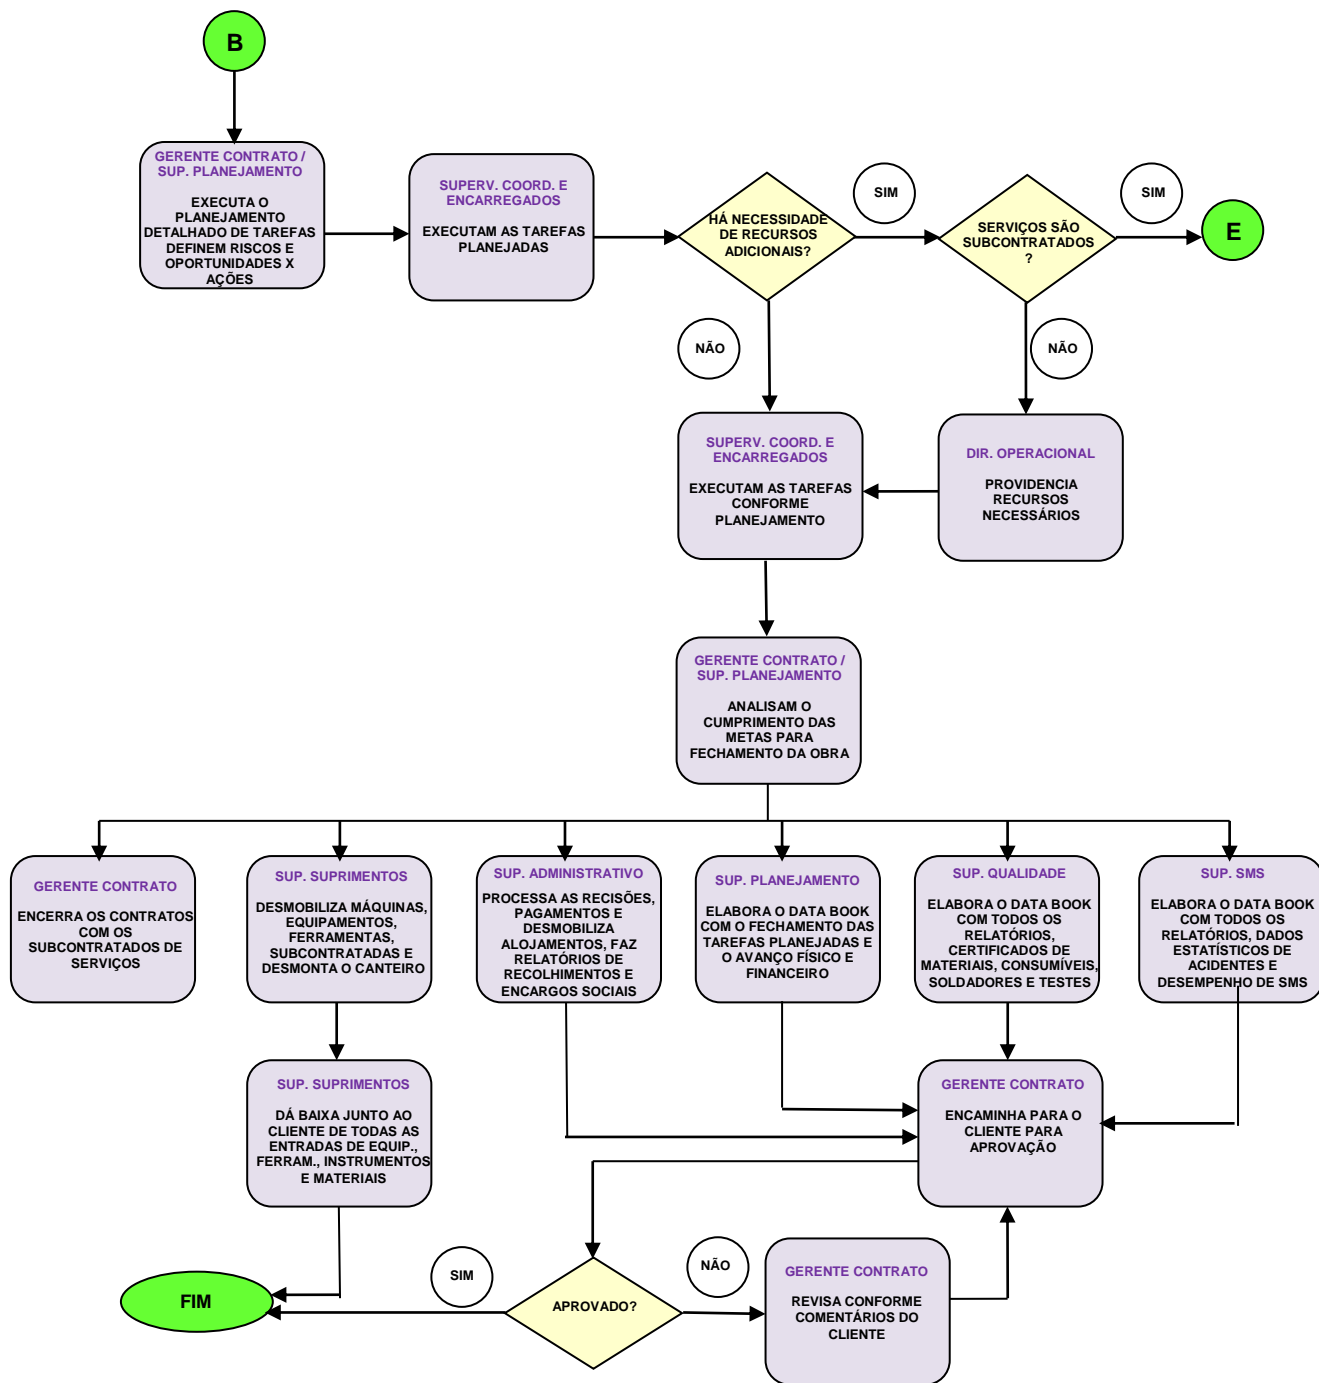 B
GERENTE CONTRATO /
SUP. PLANEJAMENTO
EXECUTA O
PLANEJAMENTO
DETALHADO DE TAREFAS
DEFINEM RISCOS E
OPORTUNIDADES X
AÇÕES
SUPERV. COORD. E
ENCARREGADOS
EXECUTAM AS TAREFAS
PLANEJADAS
HÁ NECESSIDADE
DE RECURSOS
ADICIONAIS?
SIM
SERVIÇOS SÃO
SUBCONTRATADOS
?
SIM
E
NÃO
NÃO
SUPERV. COORD. E
ENCARREGADOS
EXECUTAM AS TAREFAS
CONFORME
PLANEJAMENTO
DIR. OPERACIONAL
PROVIDENCIA
RECURSOS
NECESSÁRIOS
GERENTE CONTRATO /
SUP. PLANEJAMENTO
ANALISAM O
CUMPRIMENTO DAS
METAS PARA
FECHAMENTO DA OBRA
GERENTE CONTRATO
ENCERRA OS CONTRATOS
COM OS
SUBCONTRATADOS DE
SERVIÇOS
SUP. SUPRIMENTOS
DESMOBILIZA MÁQUINAS,
EQUIPAMENTOS,
FERRAMENTAS,
SUBCONTRATADAS E
DESMONTA O CANTEIRO
SUP. ADMINISTRATIVO
PROCESSA AS RECISÕES,
PAGAMENTOS E
DESMOBILIZA
ALOJAMENTOS, FAZ
RELATÓRIOS DE
RECOLHIMENTOS E
ENCARGOS SOCIAIS
SUP. PLANEJAMENTO
ELABORA O DATA BOOK
COM O FECHAMENTO DAS
TAREFAS PLANEJADAS E
O AVANÇO FÍSICO E
FINANCEIRO
SUP. QUALIDADE
ELABORA O DATA BOOK
COM TODOS OS
RELATÓRIOS,
CERTIFICADOS DE
MATERIAIS, CONSUMÍVEIS,
SOLDADORES E TESTES
SUP. SMS
ELABORA O DATA BOOK
COM TODOS OS
RELATÓRIOS, DADOS
ESTATÍSTICOS DE
ACIDENTES E
DESEMPENHO DE SMS
SUP. SUPRIMENTOS
DÁ BAIXA JUNTO AO
CLIENTE DE TODAS AS
ENTRADAS DE EQUIP.,
FERRAM., INSTRUMENTOS
E MATERIAIS
GERENTE CONTRATO
ENCAMINHA PARA O
CLIENTE PARA
APROVAÇÃO
FIM
SIM
APROVADO?
NÃO
GERENTE CONTRATO
REVISA CONFORME
COMENTÁRIOS DO
CLIENTE